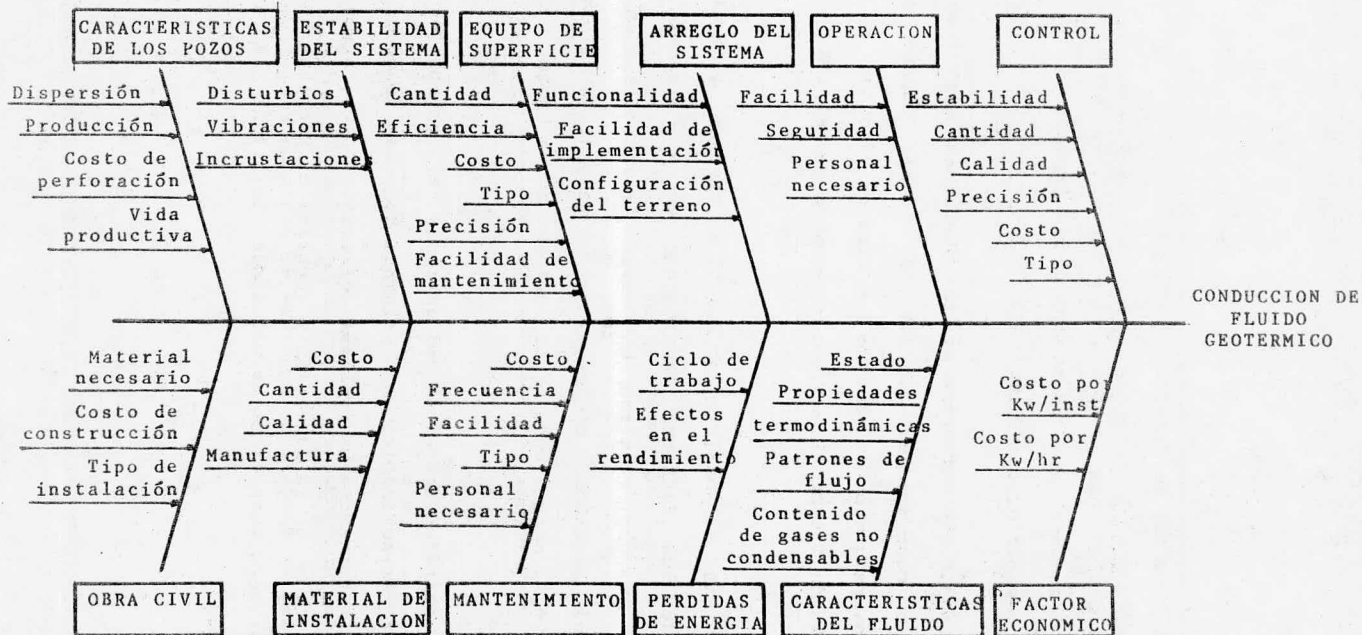 CARACTERISTICAS
DE LOS POZOS
ESTABILIDAD
DEL SISTEMA
EQUIPO DE
SUPERFICIE
ARREGLO DEL
SISTEMA
OPERACION
CONTROL
Dispersión
Producción
Costo de
perforación
Vida
productiva
Disturbios
Vibraciones
Incrustaciones
Cantidad
Eficiencia
Costo
Tipo
Precisión
Facilidad de
mantenimiento
Funcionalidad
Facilidad de
implementación
Configuración
del terreno
Facilidad
Seguridad
Personal
necesario
Estabilidad
Cantidad
Calidad
Precisión
Costo
Tipo
CONDUCCION DE
FLUIDO
GEOTERMICO
Material
necesario
Costo de
construcción
Tipo de
instalación
Costo
Cantidad
Calidad
Manufactura
Costo
Frecuencia
Facilidad
Tipo
Personal
necesario
Ciclo de
trabajo
Efectos
en el
rendimiento
Estado
Propiedades
termodinámicas
Patrones de
flujo
Contenido
de gases no
condensables
Costo por
Kw/inst
Costo por
Kw/hr
OBRA CIVIL
MATERIAL DE
INSTALACION
MANTENIMIENTO
PERDIDAS
DE ENERGIA
CARACTERISTICAS
DEL FLUIDO
FACTOR
ECONOMICO